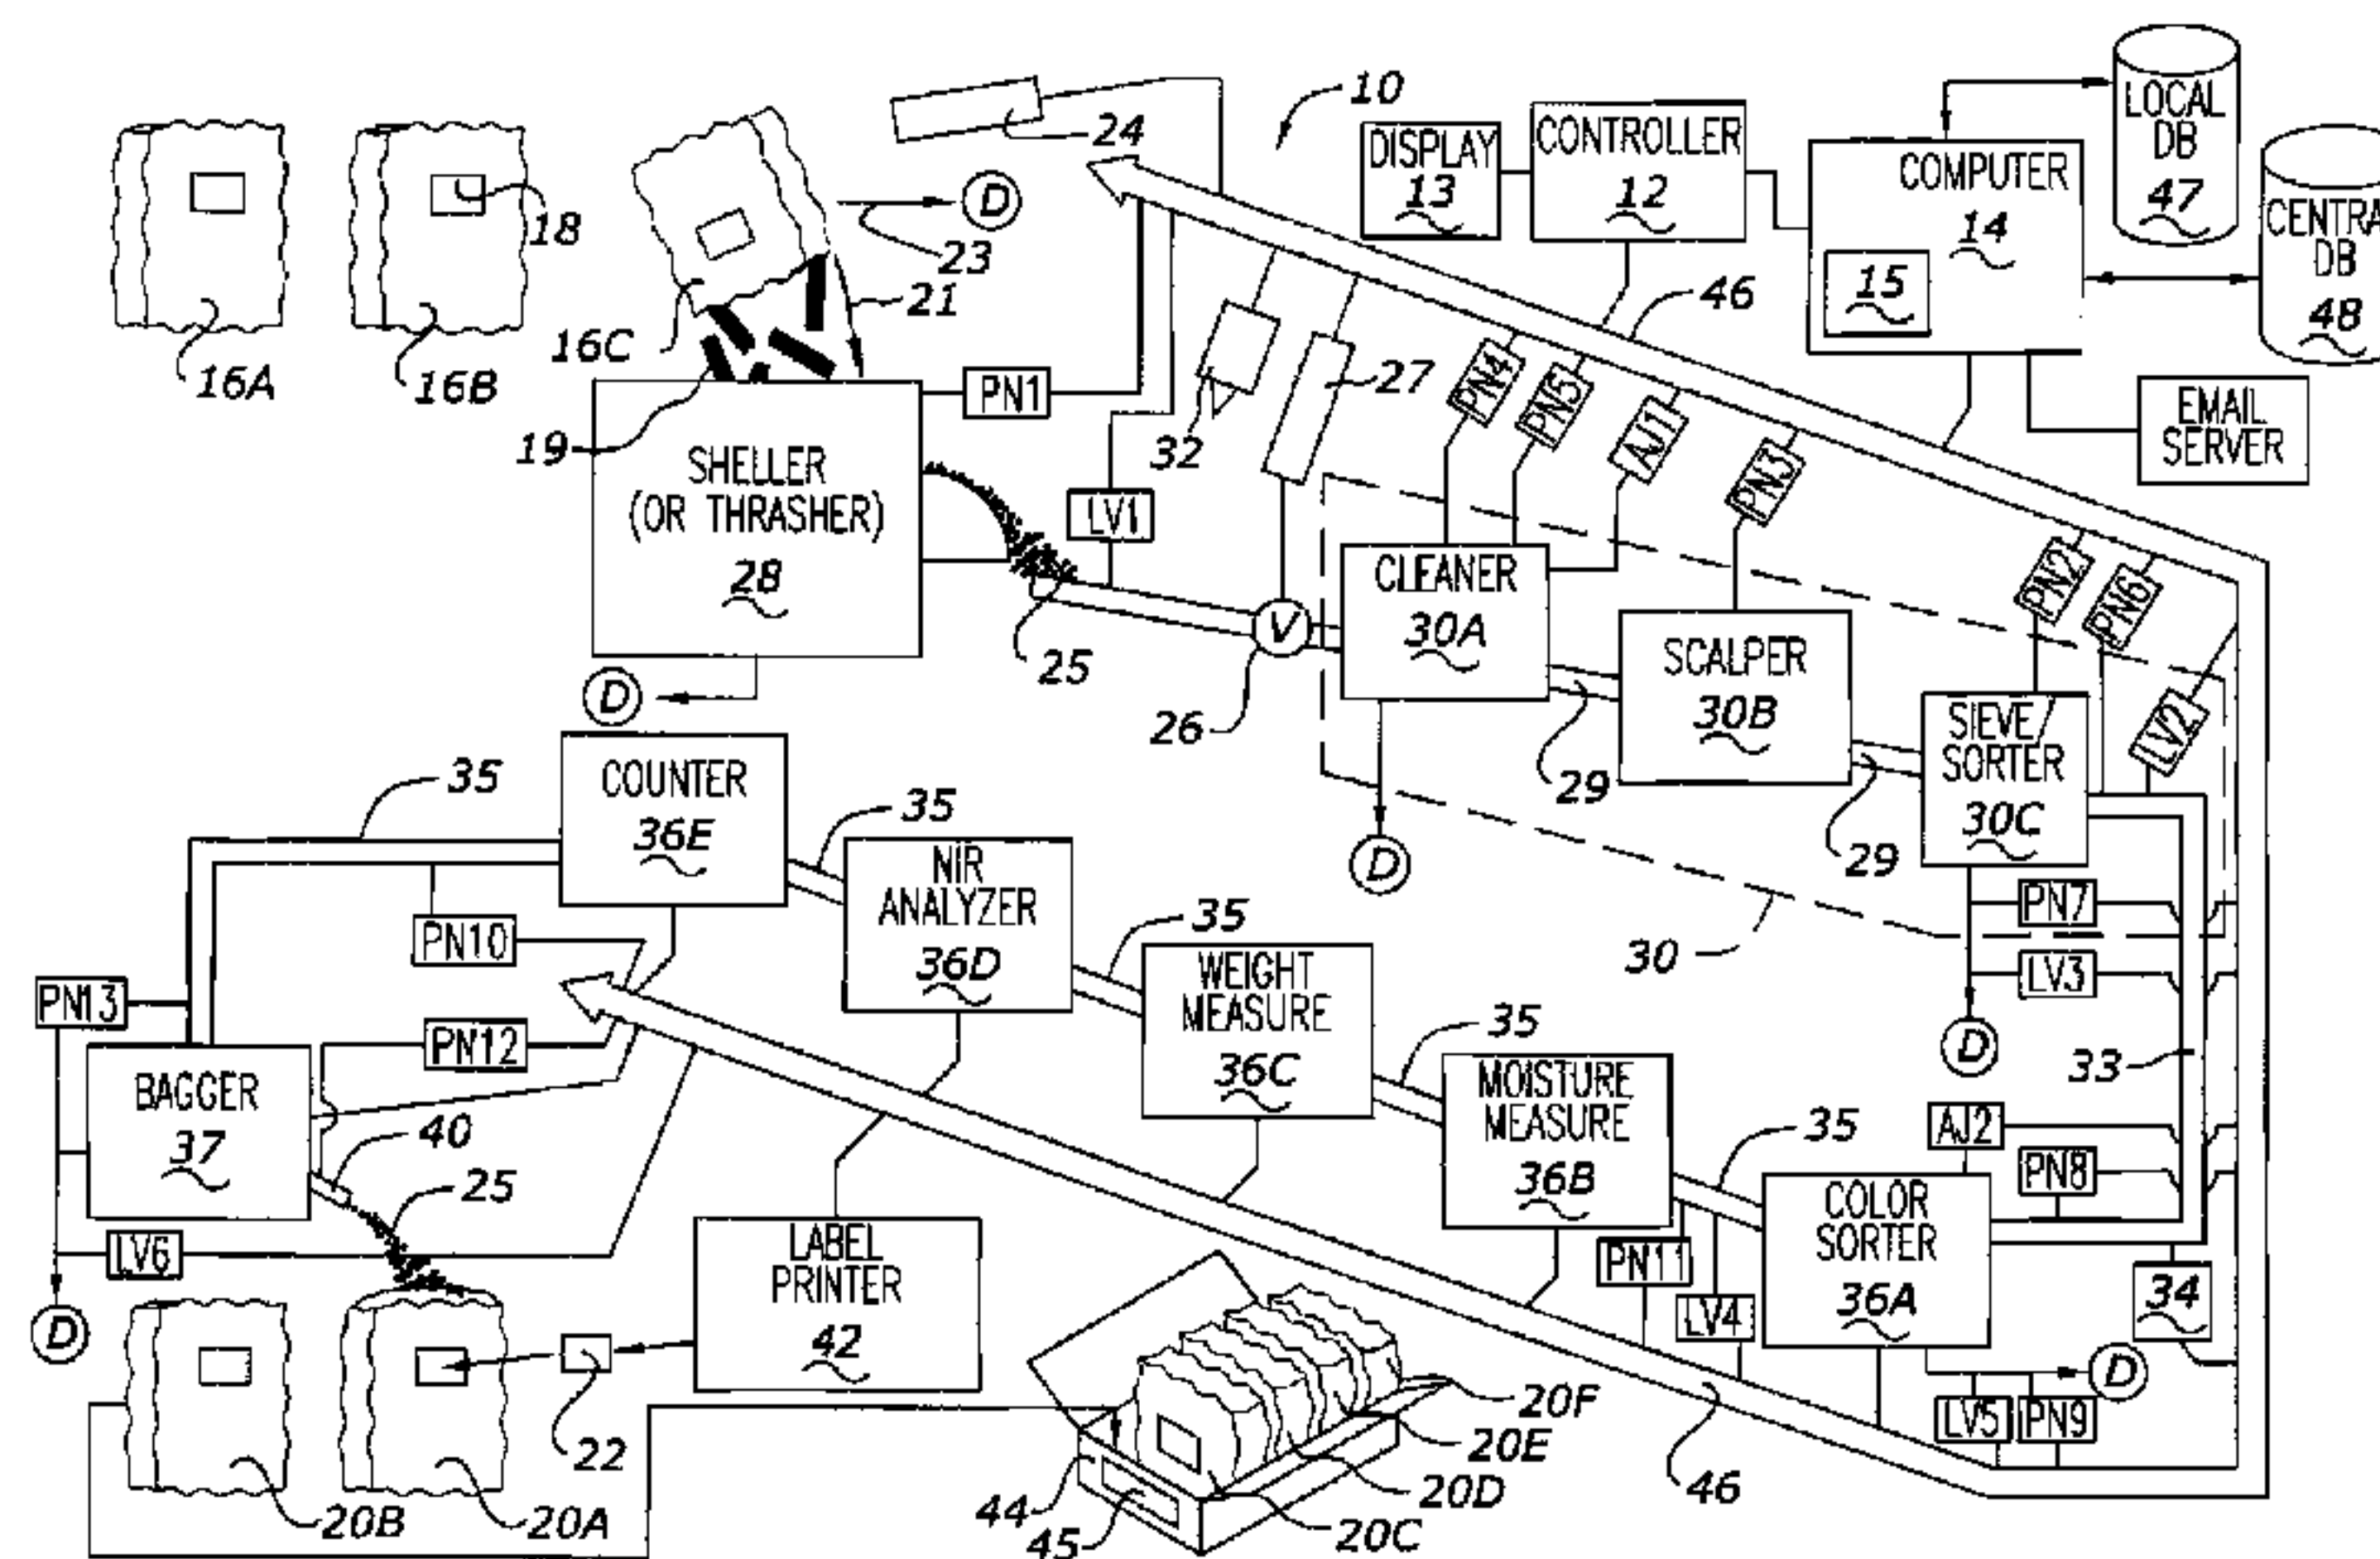 10
LOCAL
DB
47
24
DISPLAY
13
CONTROLLER
12
COMPUTER
14
15
CENTRA
DB
48
18
D
23
21
16A
16B
16C
46
27
PN4
PN5
AJ1
PN3
PN1
32
19
EMAIL
SERVER
SHELLER
(OR THRASHER)
28
LV1
25
V
26
CLEANER
30A
SCALPER
30B
SIEVE/
SORTER
30C
PN2
PN6
LV2
D
29
29
COUNTER
36E
35
35
NIR
ANALYZER
36D
D
30
PN7
LV3
D
33
PN10
PN13
PN12
WEIGHT
MEASURE
36C
35
35
MOISTURE
MEASURE
36B
35
AJ2
PN8
BAGGER
37
40
25
COLOR
SORTER
36A
34
PN11
LV4
LV6
LABEL
PRINTER
42
D
D
LV5
PN9
22
20B
20A
20F
20E
20D
20C
44
45
46